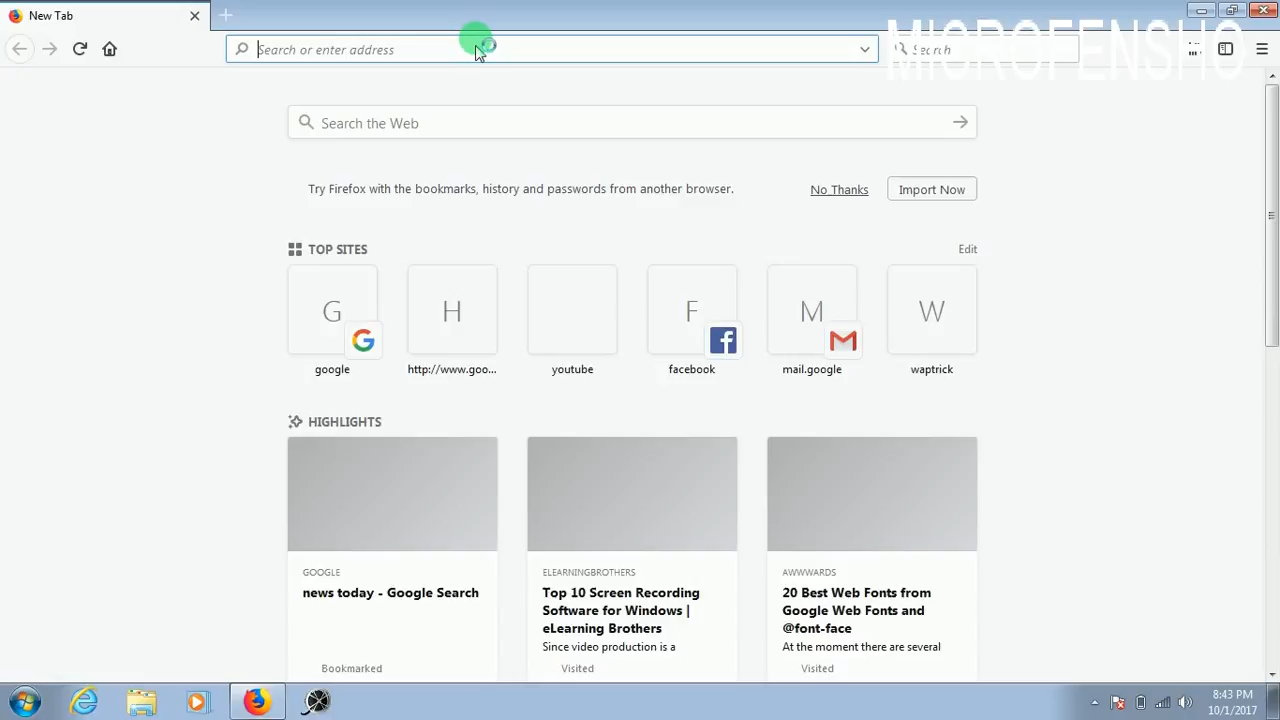 New Tab
MICROFENSHO
Search or enter address
Search
Search the Web
Try Firefox with the bookmarks, history and passwords from another browser.
No Thanks
Import Now
TOP SITES
Edit
G
H
F
M
W
google
http://www.goo...
youtube
facebook
mail.google
waptrick
HIGHLIGHTS
GOOGLE
news today - Google Search
Bookmarked
ELEARNINGBROTHERS
Top 10 Screen Recording
Software for Windows |
eLearning Brothers
Since video production is a
Visited
AWWWARDS
20 Best Web Fonts from
Google Web Fonts and
@font-face
At the moment there are several
Visited
8:43 PM
10/1/2017